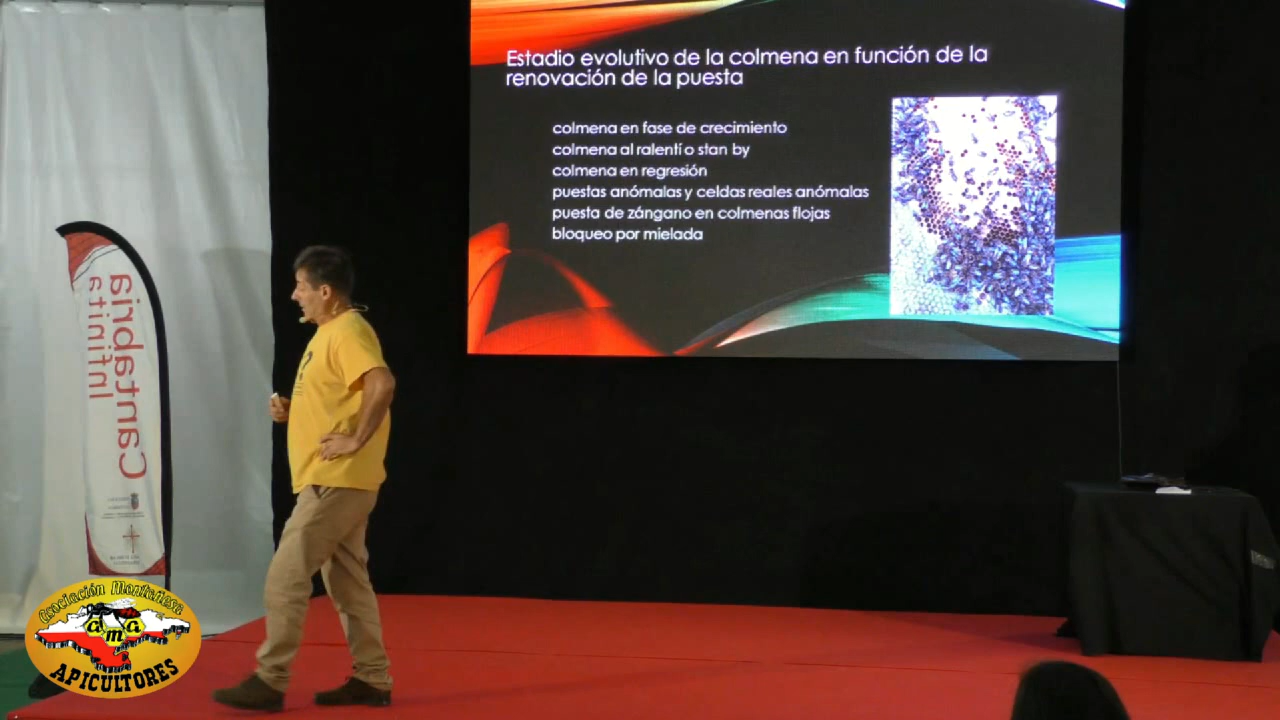 Estadio evolutivo de la colmena en función de la
renovación de la puesta
colmena en fase de crecimiento
colmena al ralentí o stan by
colmena en regresión
puestas anómalas y celdas reales anómalas
puesta de zángano en colmenas flojas
bloqueo por mielada
Cantabria
Infinita
Asociación Montañesa
AMA
APICULTORES